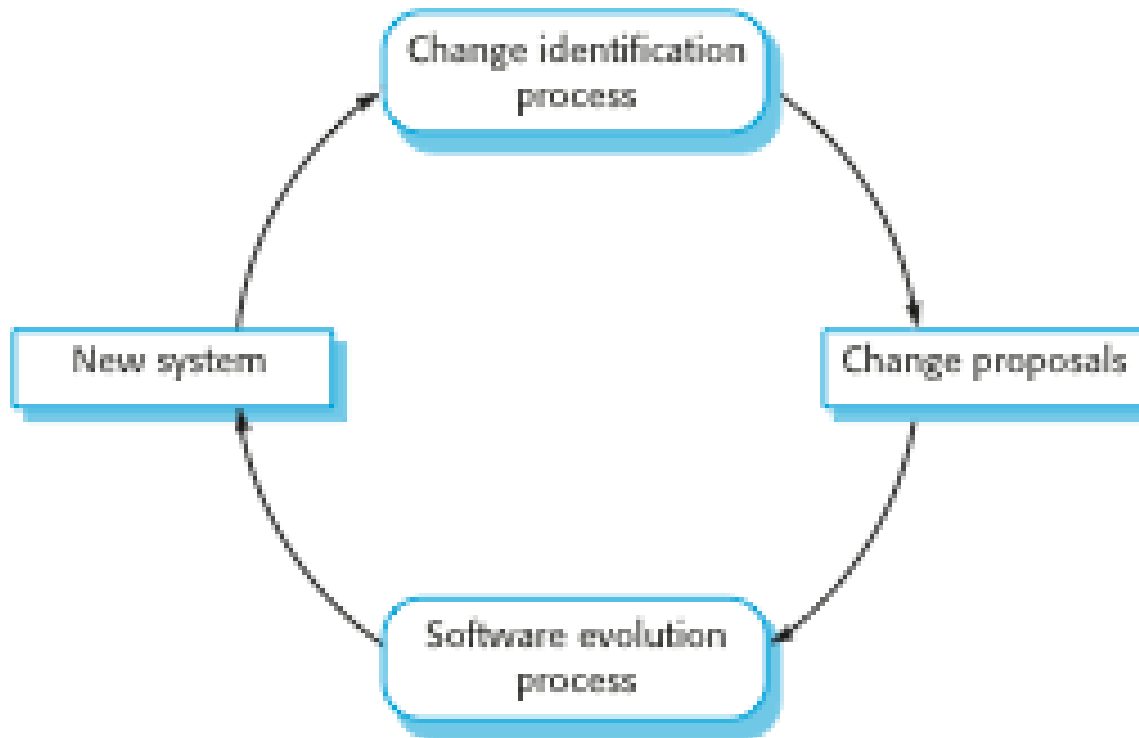 Change identification
process
New system
Change proposals
Software evolution
process